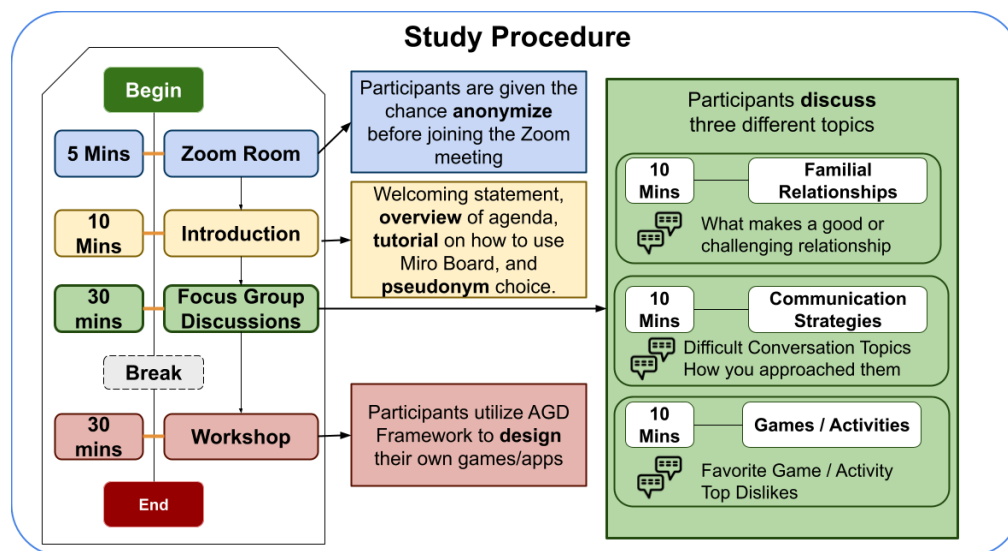 Study Procedure
Begin
5 Mins
Zoom Room
Participants are given the
chance anonymize
before joining the Zoom
meeting
10
Mins
Introduction
Welcoming statement,
overview of agenda,
tutorial on how to use
Miro Board, and
pseudonym choice.
30
mins
Focus Group
Discussions
Break
30
mins
Workshop
Participants utilize AGD
Framework to design
their own games/apps
End
Participants discuss
three different topics
10
Mins
Familial
Relationships
What makes a good or
challenging relationship
10
Mins
Communication
Strategies
Difficult Conversation Topics
How you approached them
10
Mins
Games / Activities
Favorite Game / Activity
Top Dislikes